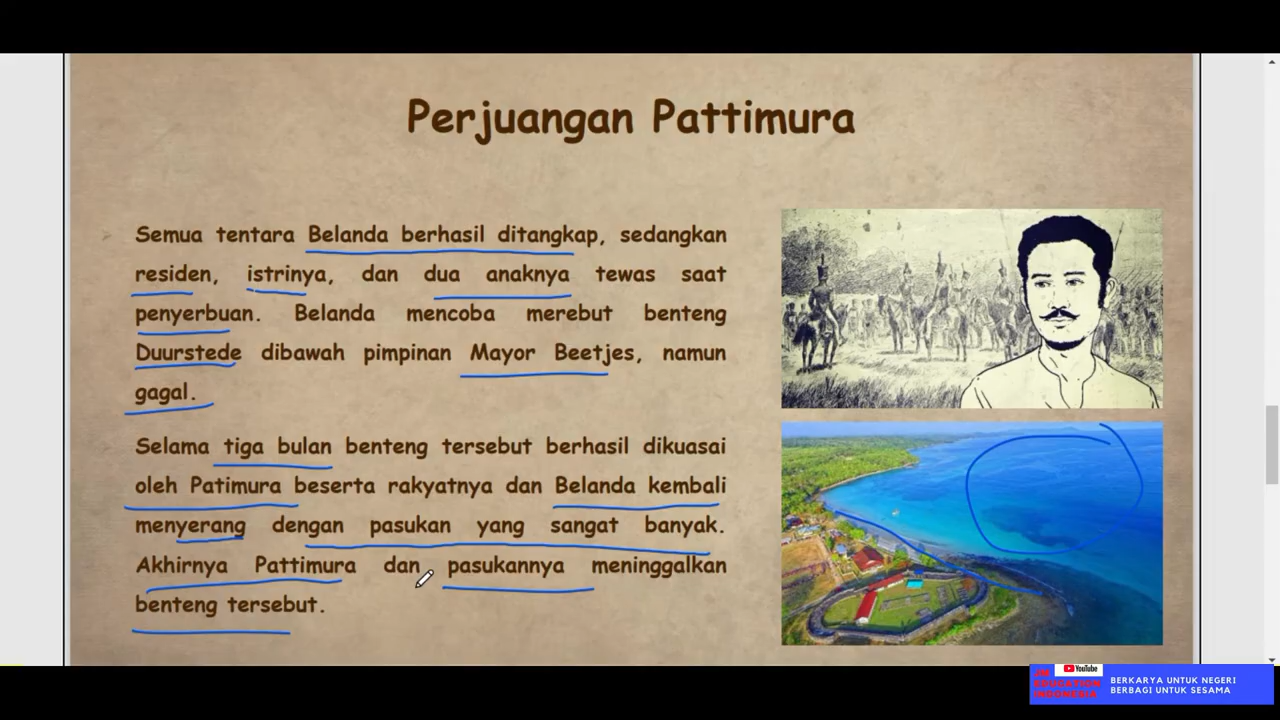 Perjuangan Pattimura
Semua tentara Belanda berhasil ditangkap, sedangkan
residen, istrinya, dan dua anaknya tewas saat
penyerbuan. Belanda mencoba merebut benteng
Duurstede dibawah pimpinan Mayor Beetjes, namun
gagal.
Selama tiga bulan benteng tersebut berhasil dikuasai
oleh Patimura beserta rakyatnya dan Belanda kembali
menyerang dengan pasukan yang sangat banyak.
Akhirnya Pattimura dan pasukannya meninggalkan
benteng tersebut.
YouTube
JM
EDUCATION
INDONESIA
BERKARYA UNTUK NEGERI
BERBAGI UNTUK SESAMA